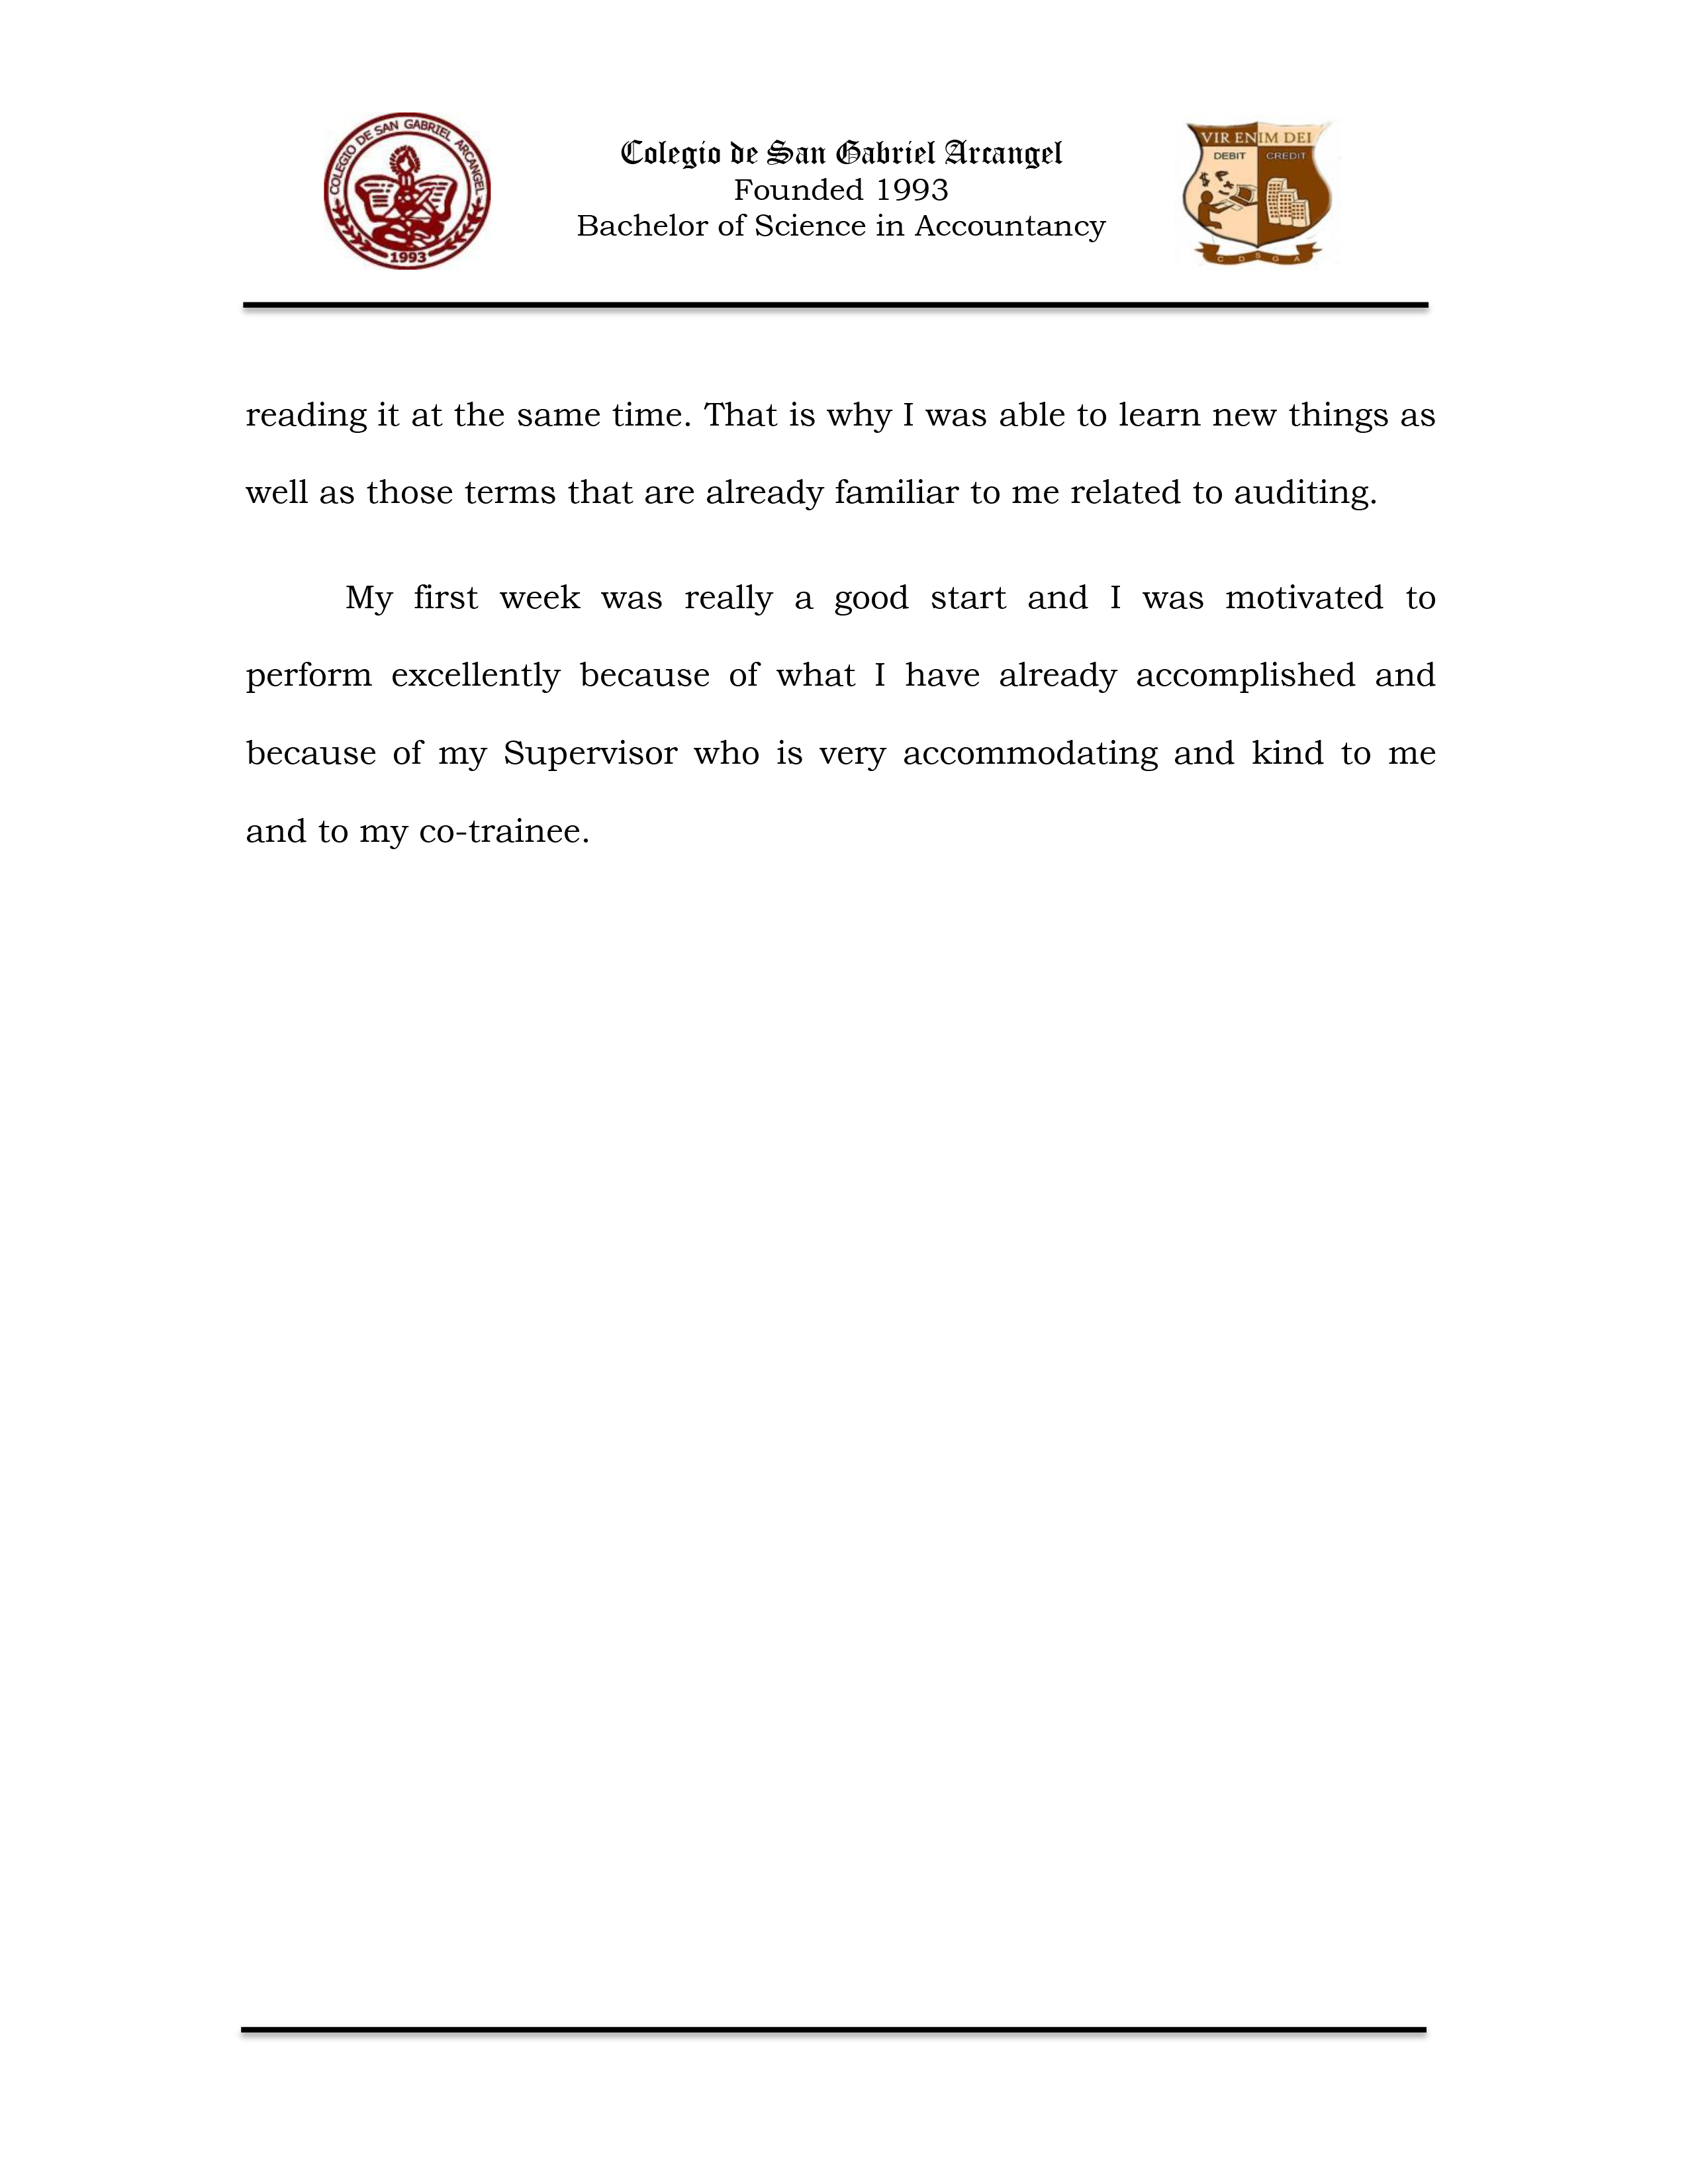 COLEGIO DE SAN GABRIEL ARCANGEL
1993
Colegio de San Gabriel Arcangel
Founded 1993
Bachelor of Science in Accountancy
VIR ENIM DEI
DEBIT CREDIT
C D S G A
reading it at the same time. That is why I was able to learn new things as
well as those terms that are already familiar to me related to auditing.
My first week was really a good start and I was motivated to
perform excellently because of what I have already accomplished and
because of my Supervisor who is very accommodating and kind to me
and to my co-trainee.